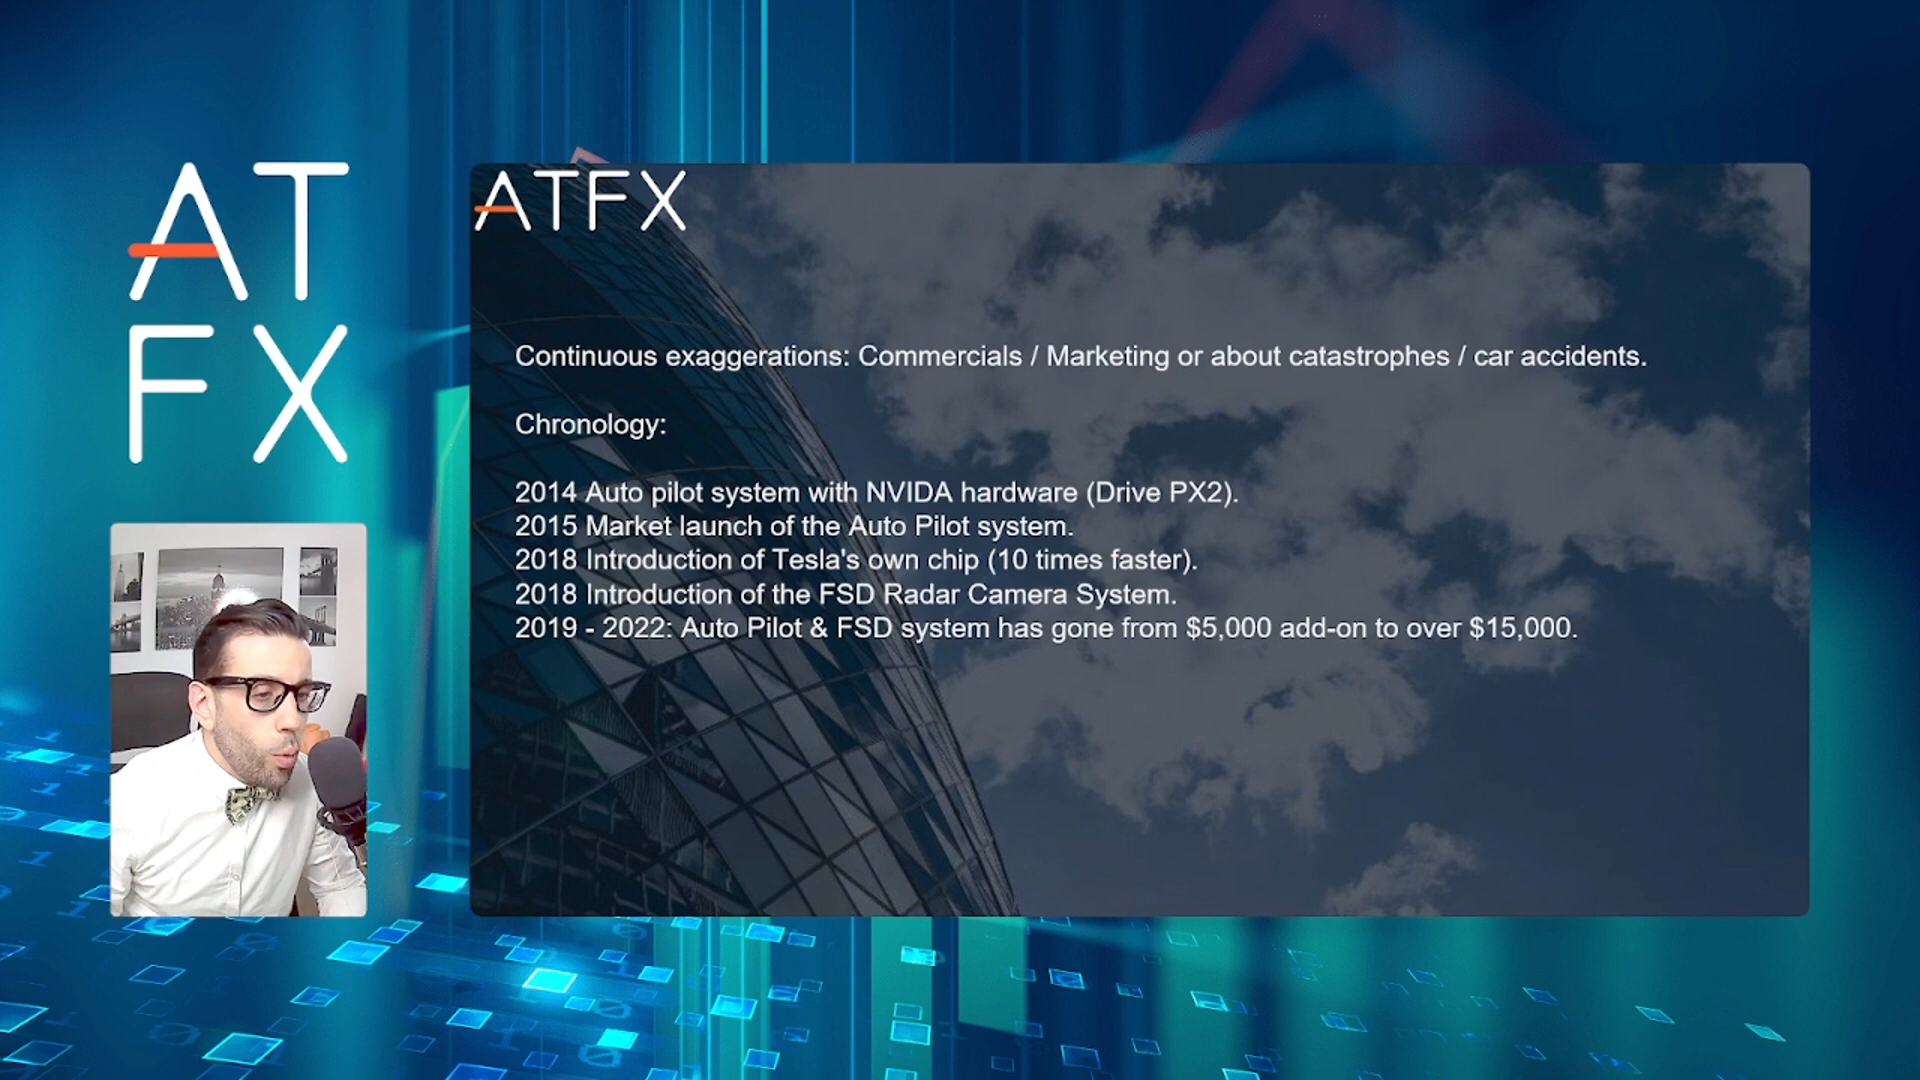 AT
FX
ATFX
Continuous exaggerations: Commercials / Marketing or about catastrophes / car accidents.
Chronology:
2014 Auto pilot system with NVIDA hardware (Drive PX2).
2015 Market launch of the Auto Pilot system.
2018 Introduction of Tesla's own chip (10 times faster).
2018 Introduction of the FSD Radar Camera System.
2019 - 2022: Auto Pilot & FSD system has gone from $5,000 add-on to over $15,000.